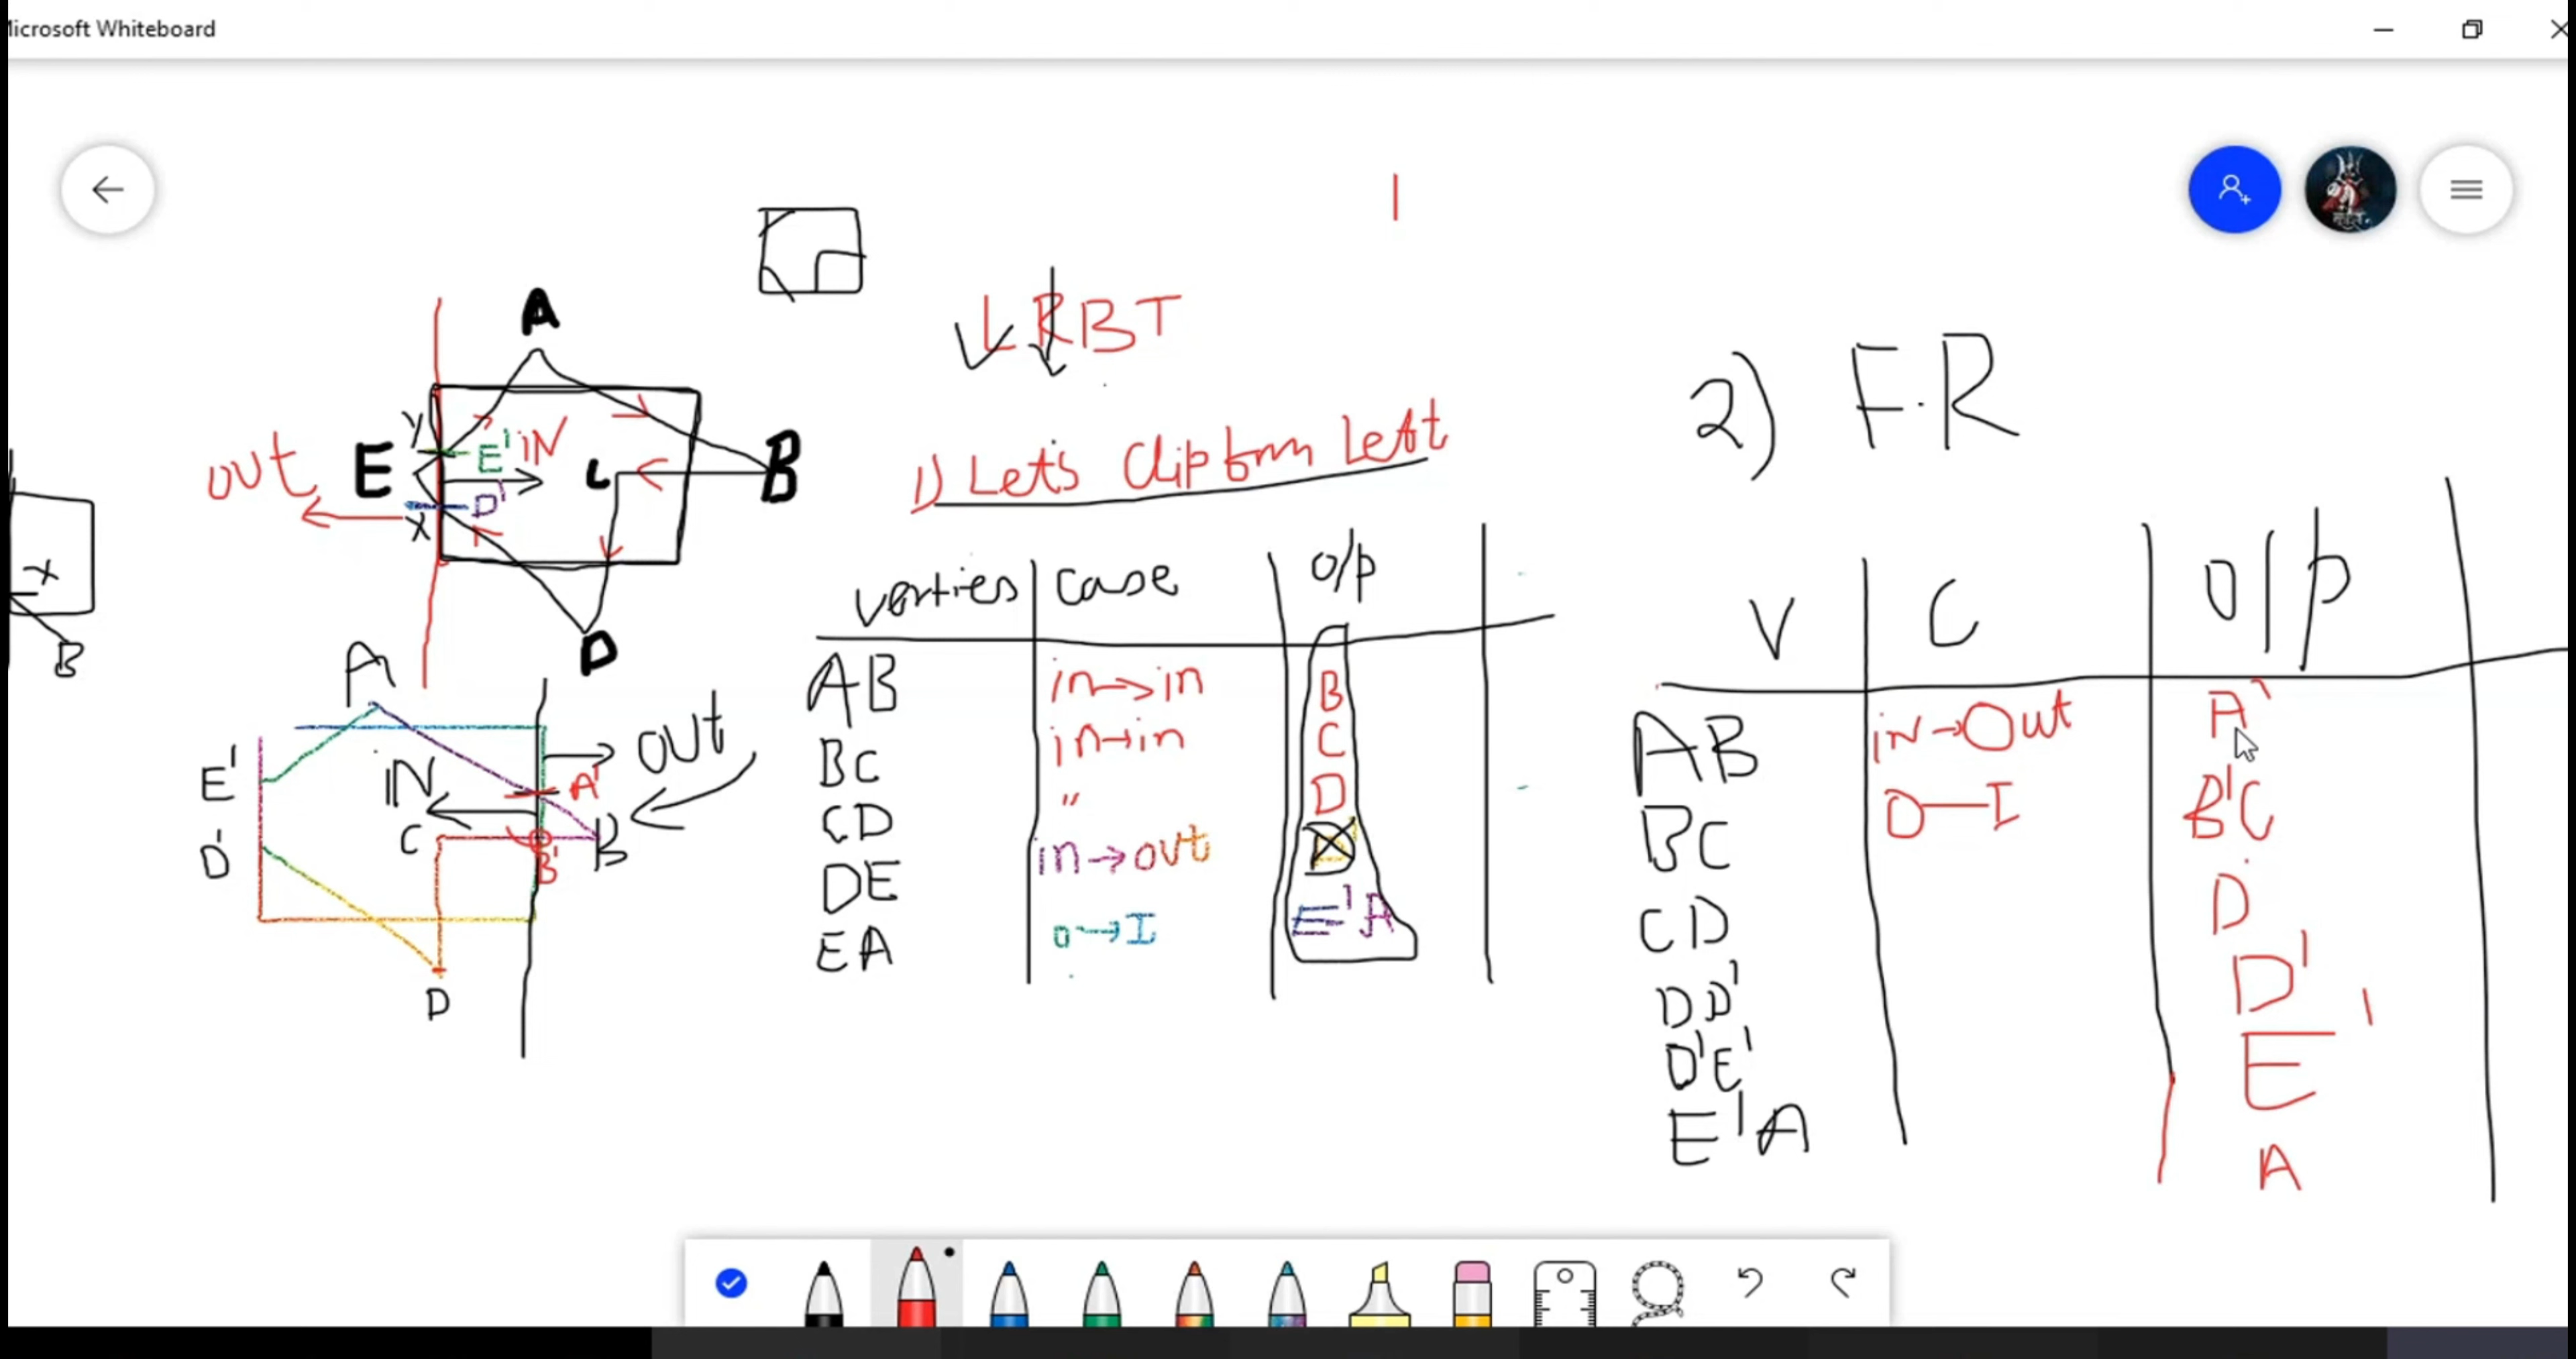 Microsoft Whiteboard
A
Y
E' iN
out
E
L
B
D'
X
D
x
B
LRBT
1) Lets Clip from Left
2) F.R
verties case o/p
AB in→in B
BC in→in C
CD " D
DE in→out
EA o→I E'A
V C O/p
AB iN→Out A'
BC O—I B'C
CD D
DD' D'
D'E' E'
E'A A
A
OUT
E'
IN
A'
C
D'
B'
B
D